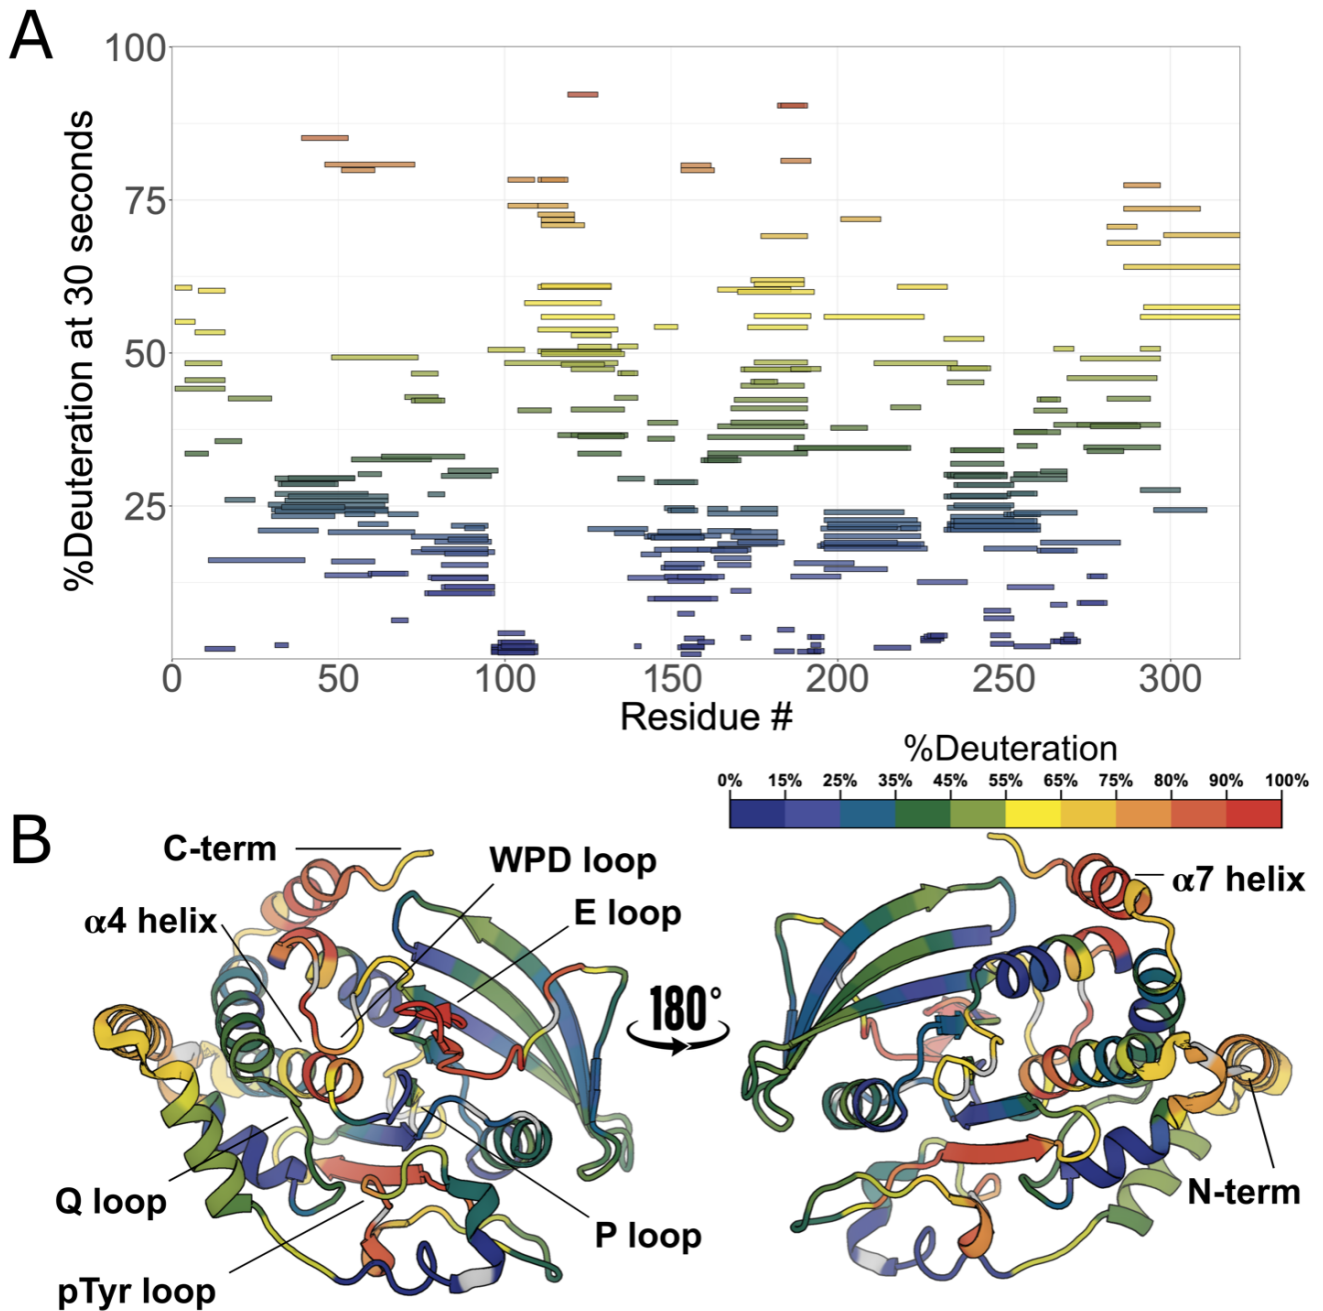 A
%Deuteration at 30 seconds
100
75
50
25
0 50 100 150 200 250 300
Residue #
%Deuteration
0% 15% 25% 35% 45% 55% 65% 75% 80% 90% 100%
B
C-term
WPD loop
α7 helix
α4 helix
E loop
180°
Q loop
N-term
P loop
pTyr loop